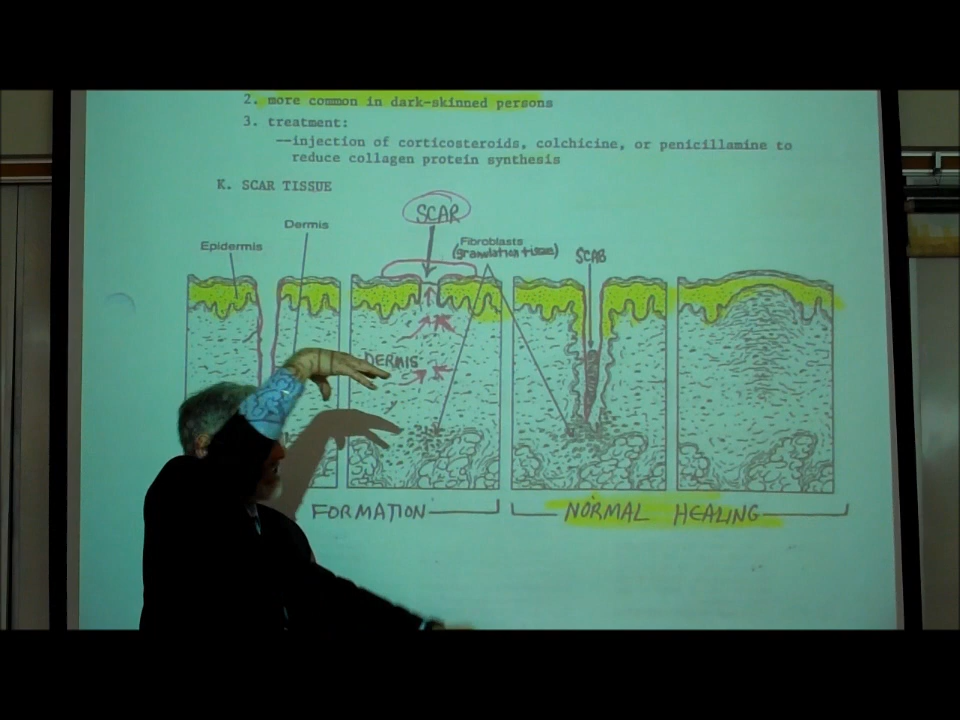 2. more common in dark-skinned persons
3. treatment:
--injection of corticosteroids, colchicine, or penicillamine to
reduce collagen protein synthesis
K. SCAR TISSUE
SCAR
Dermis
Epidermis
Fibroblasts
(granulation tissue)
SCAB
DERMIS
FORMATION
NORMAL HEALING